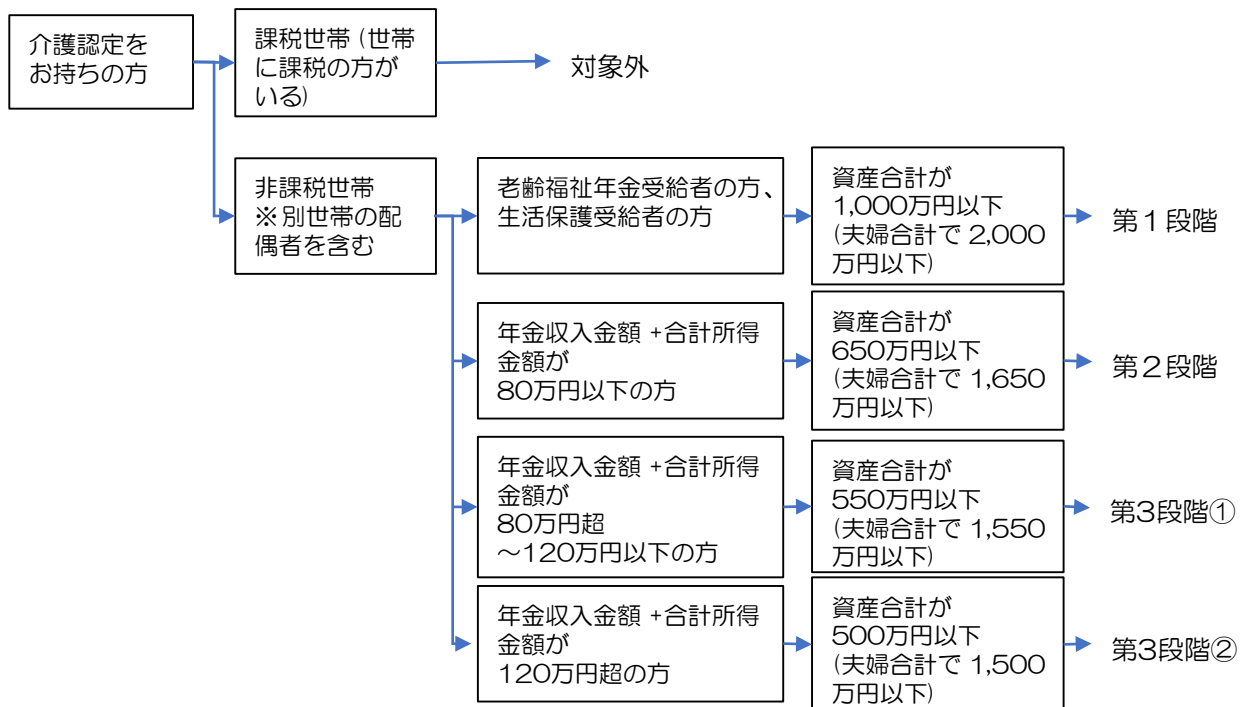 介護認定を
お持ちの方
課税世帯（世帯
に課税の方が
いる）
対象外
非課税世帯
※別世帯の配
偶者を含む
老齢福祉年金受給者の方、
生活保護受給者の方
資産合計が
1,000万円以下
（夫婦合計で 2,000
万円以下）
第１段階
年金収入金額 +合計所得
金額が
80万円以下の方
資産合計が
650万円以下
（夫婦合計で 1,650
万円以下）
第２段階
年金収入金額 +合計所得
金額が
80万円超
～120万円以下の方
資産合計が
550万円以下
（夫婦合計で 1,550
万円以下）
第3段階①
年金収入金額 +合計所得
金額が
120万円超の方
資産合計が
500万円以下
（夫婦合計で 1,500
万円以下）
第3段階②